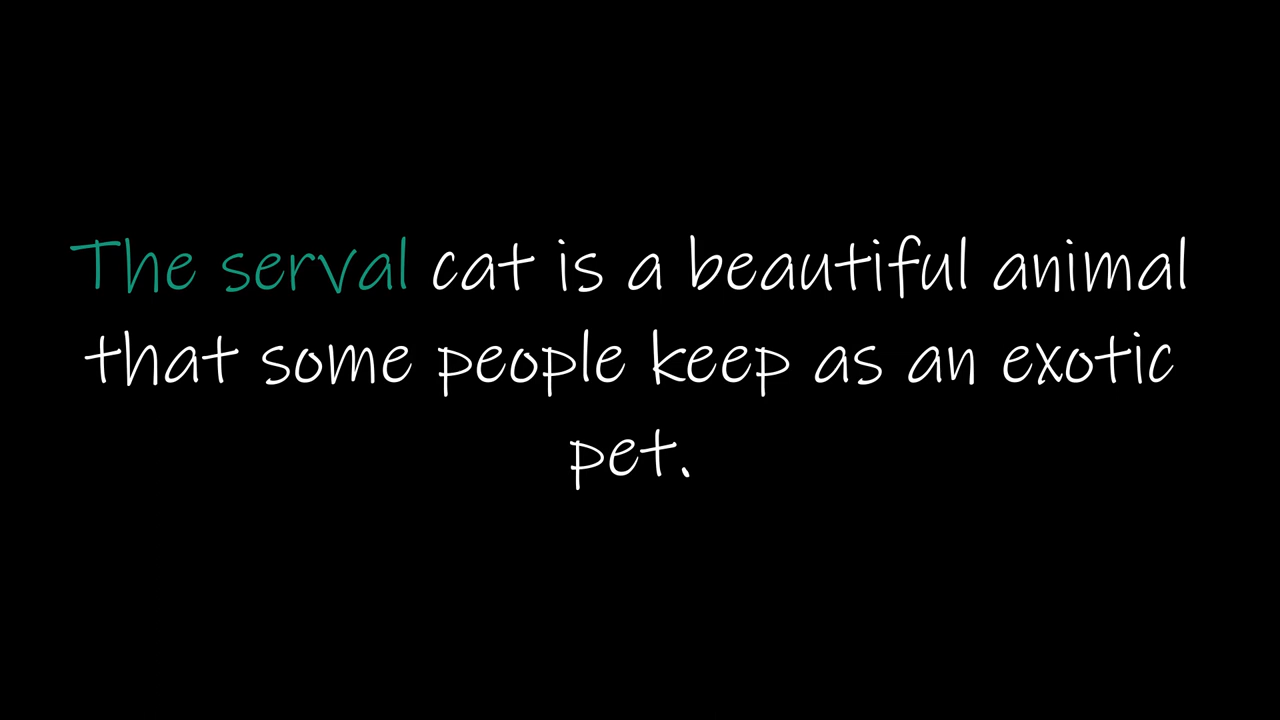 The serval cat is a beautiful animal
that some people keep as an exotic
pet.